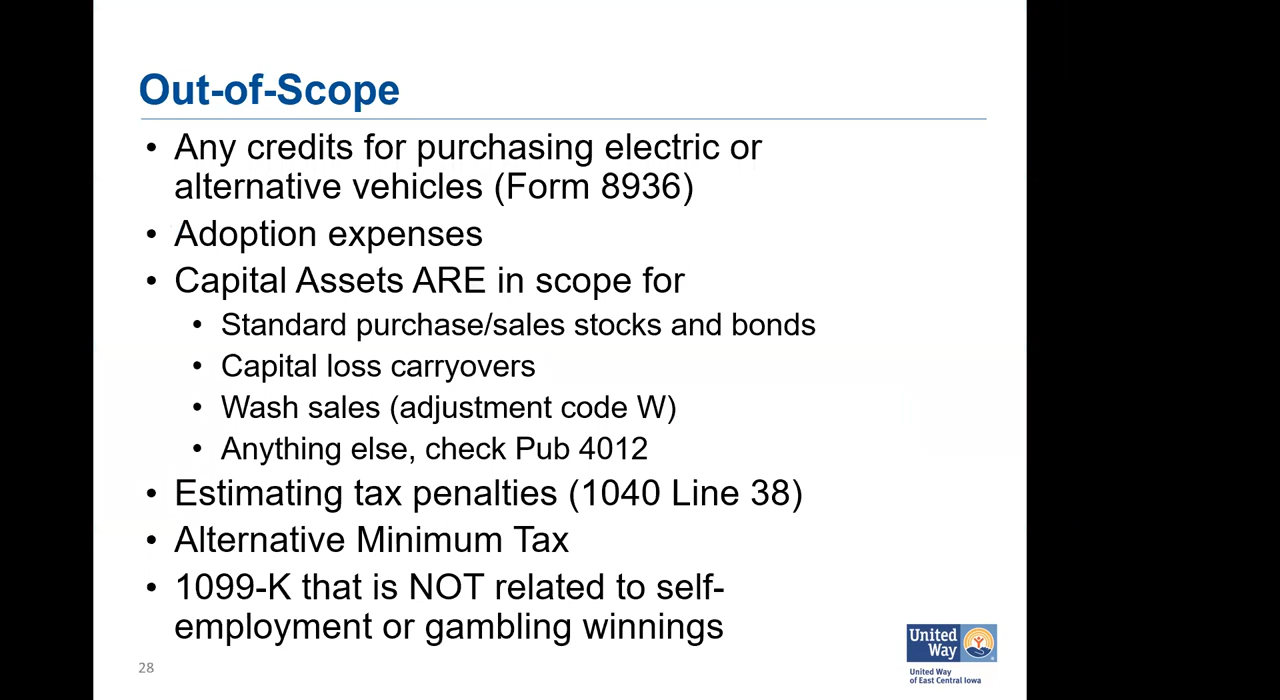 Out-of-Scope
• Any credits for purchasing electric or
alternative vehicles (Form 8936)
• Adoption expenses
• Capital Assets ARE in scope for
• Standard purchase/sales stocks and bonds
• Capital loss carryovers
• Wash sales (adjustment code W)
• Anything else, check Pub 4012
• Estimating tax penalties (1040 Line 38)
• Alternative Minimum Tax
• 1099-K that is NOT related to self-
employment or gambling winnings
28
United
Way
United Way
of East Central Iowa